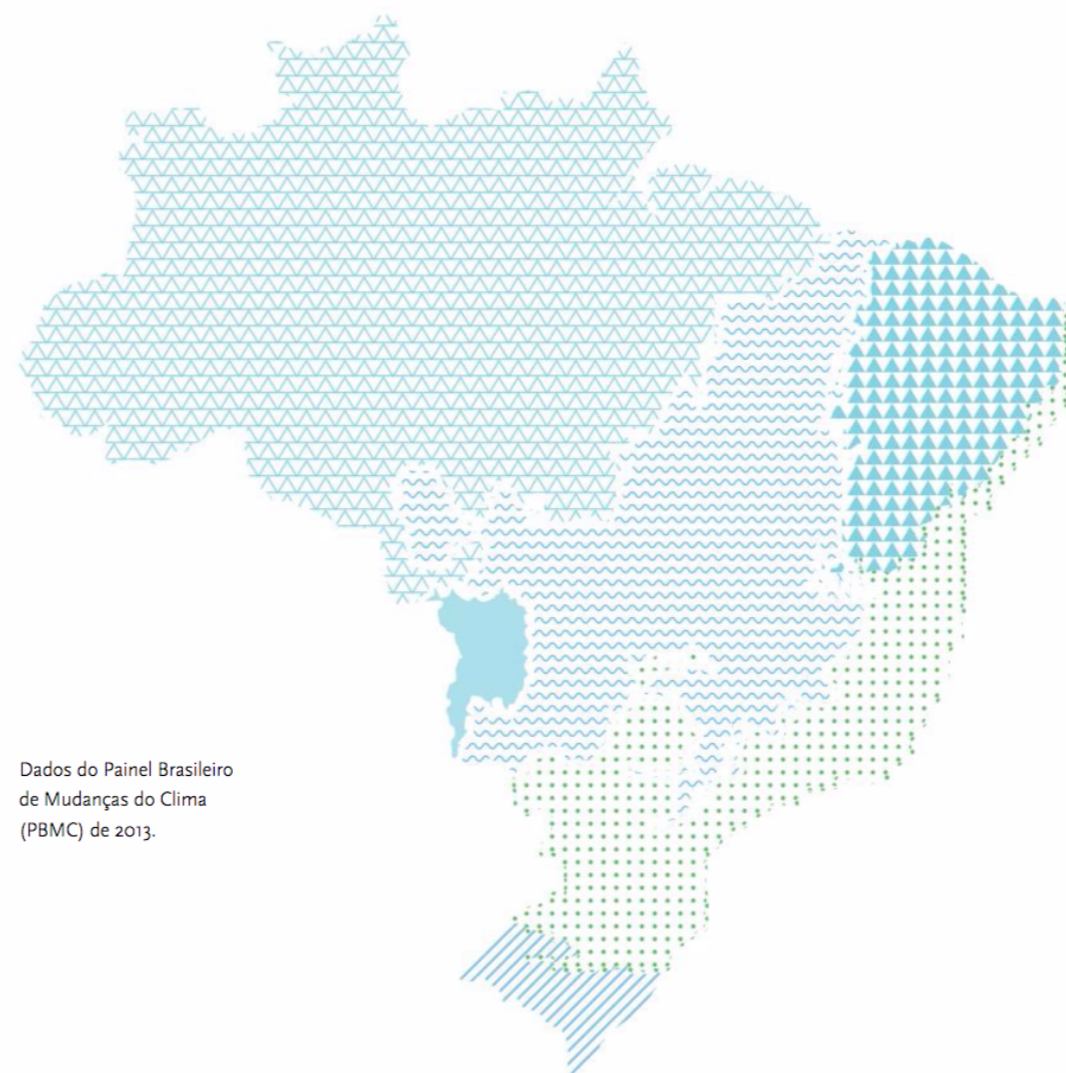 Dados do Painel Brasileiro
de Mudanças do Clima
(PBMC) de 2013.